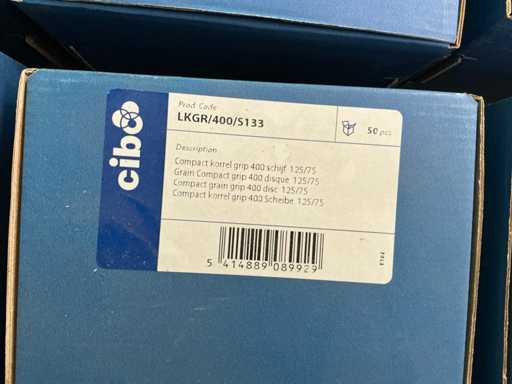 cibo
Prod. Code
LKGR/400/S133
50 pcs
Description
Compact korrel grip 400 schijf 125/75
Grain Compact grip 400 disque 125/75
Compact grain grip 400 disc 125/75
Compact korrel grip 400 Scheibe 125/75
5 414889 089929